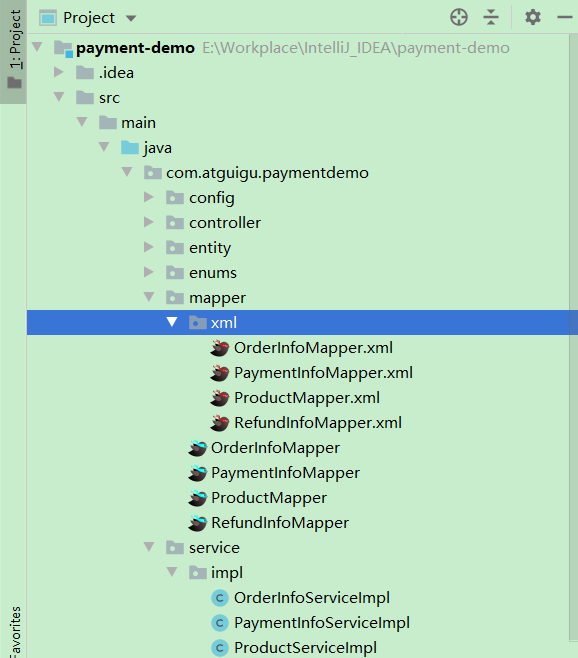 1: Project
Project
payment-demo E:\Workplace\IntelliJ_IDEA\payment-demo
.idea
src
main
java
com.atguigu.paymentdemo
config
controller
entity
enums
mapper
xml
OrderInfoMapper.xml
PaymentInfoMapper.xml
ProductMapper.xml
RefundInfoMapper.xml
OrderInfoMapper
PaymentInfoMapper
ProductMapper
RefundInfoMapper
service
impl
OrderInfoServiceImpl
PaymentInfoServiceImpl
ProductServiceImpl
Favorites